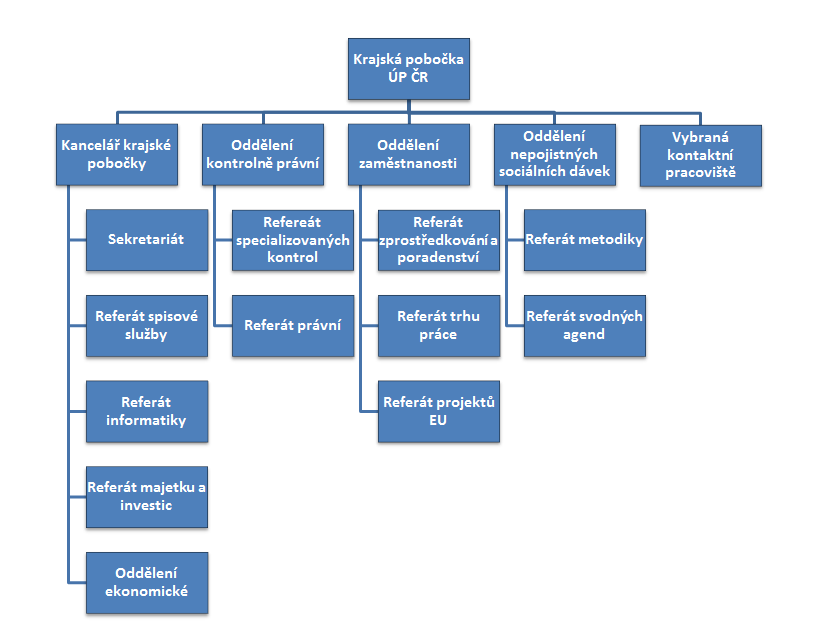 Krajská pobočka
ÚP ČR
Kancelář krajské
pobočky
Oddělení
kontrolně právní
Oddělení
zaměstnanosti
Oddělení
nepojistných
sociálních dávek
Vybraná
kontaktní
pracoviště
Sekretariát
Refereát
specializovaných
kontrol
Referát
zprostředkování a
poradenství
Referát metodiky
Referát spisové
služby
Referát právní
Referát trhu
práce
Referát svodných
agend
Referát
informatiky
Referát projektů
EU
Referát majetku a
investic
Oddělení
ekonomické